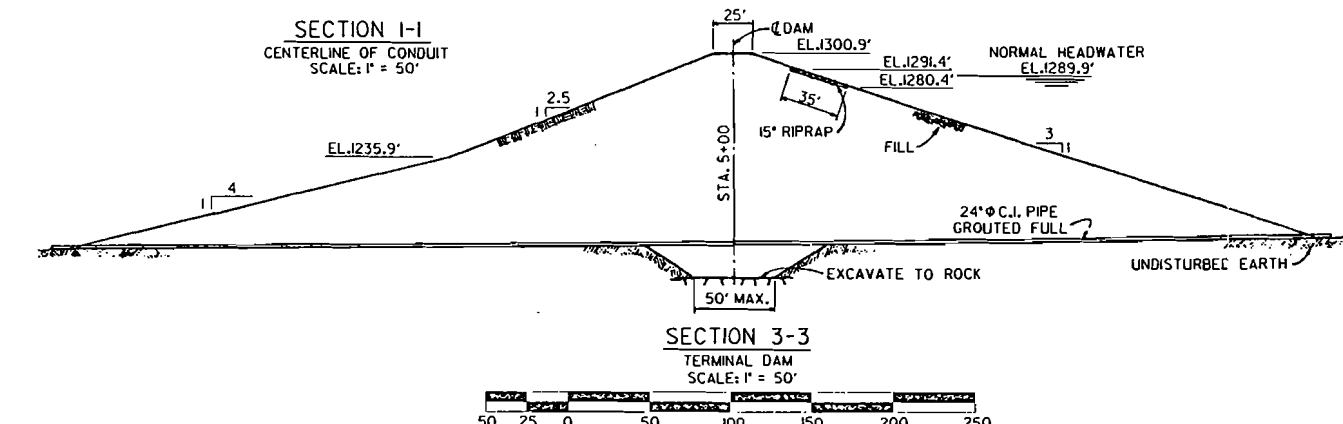 SECTION 1-1
CENTERLINE OF CONDUIT
SCALE: 1" = 50'
25'
℄ DAM
EL.1300.9'
NORMAL HEADWATER
EL.1289.9'
EL.1291.4'
EL.1280.4'
35'
15" RIPRAP
FILL
3
1
2.5
1
EL.1235.9'
4
1
STA. 5+00
24" Φ C.I. PIPE
GROUTED FULL
UNDISTURBED EARTH
EXCAVATE TO ROCK
50' MAX.
SECTION 3-3
TERMINAL DAM
SCALE: 1" = 50'
50 25 0 50 100 150 200 250